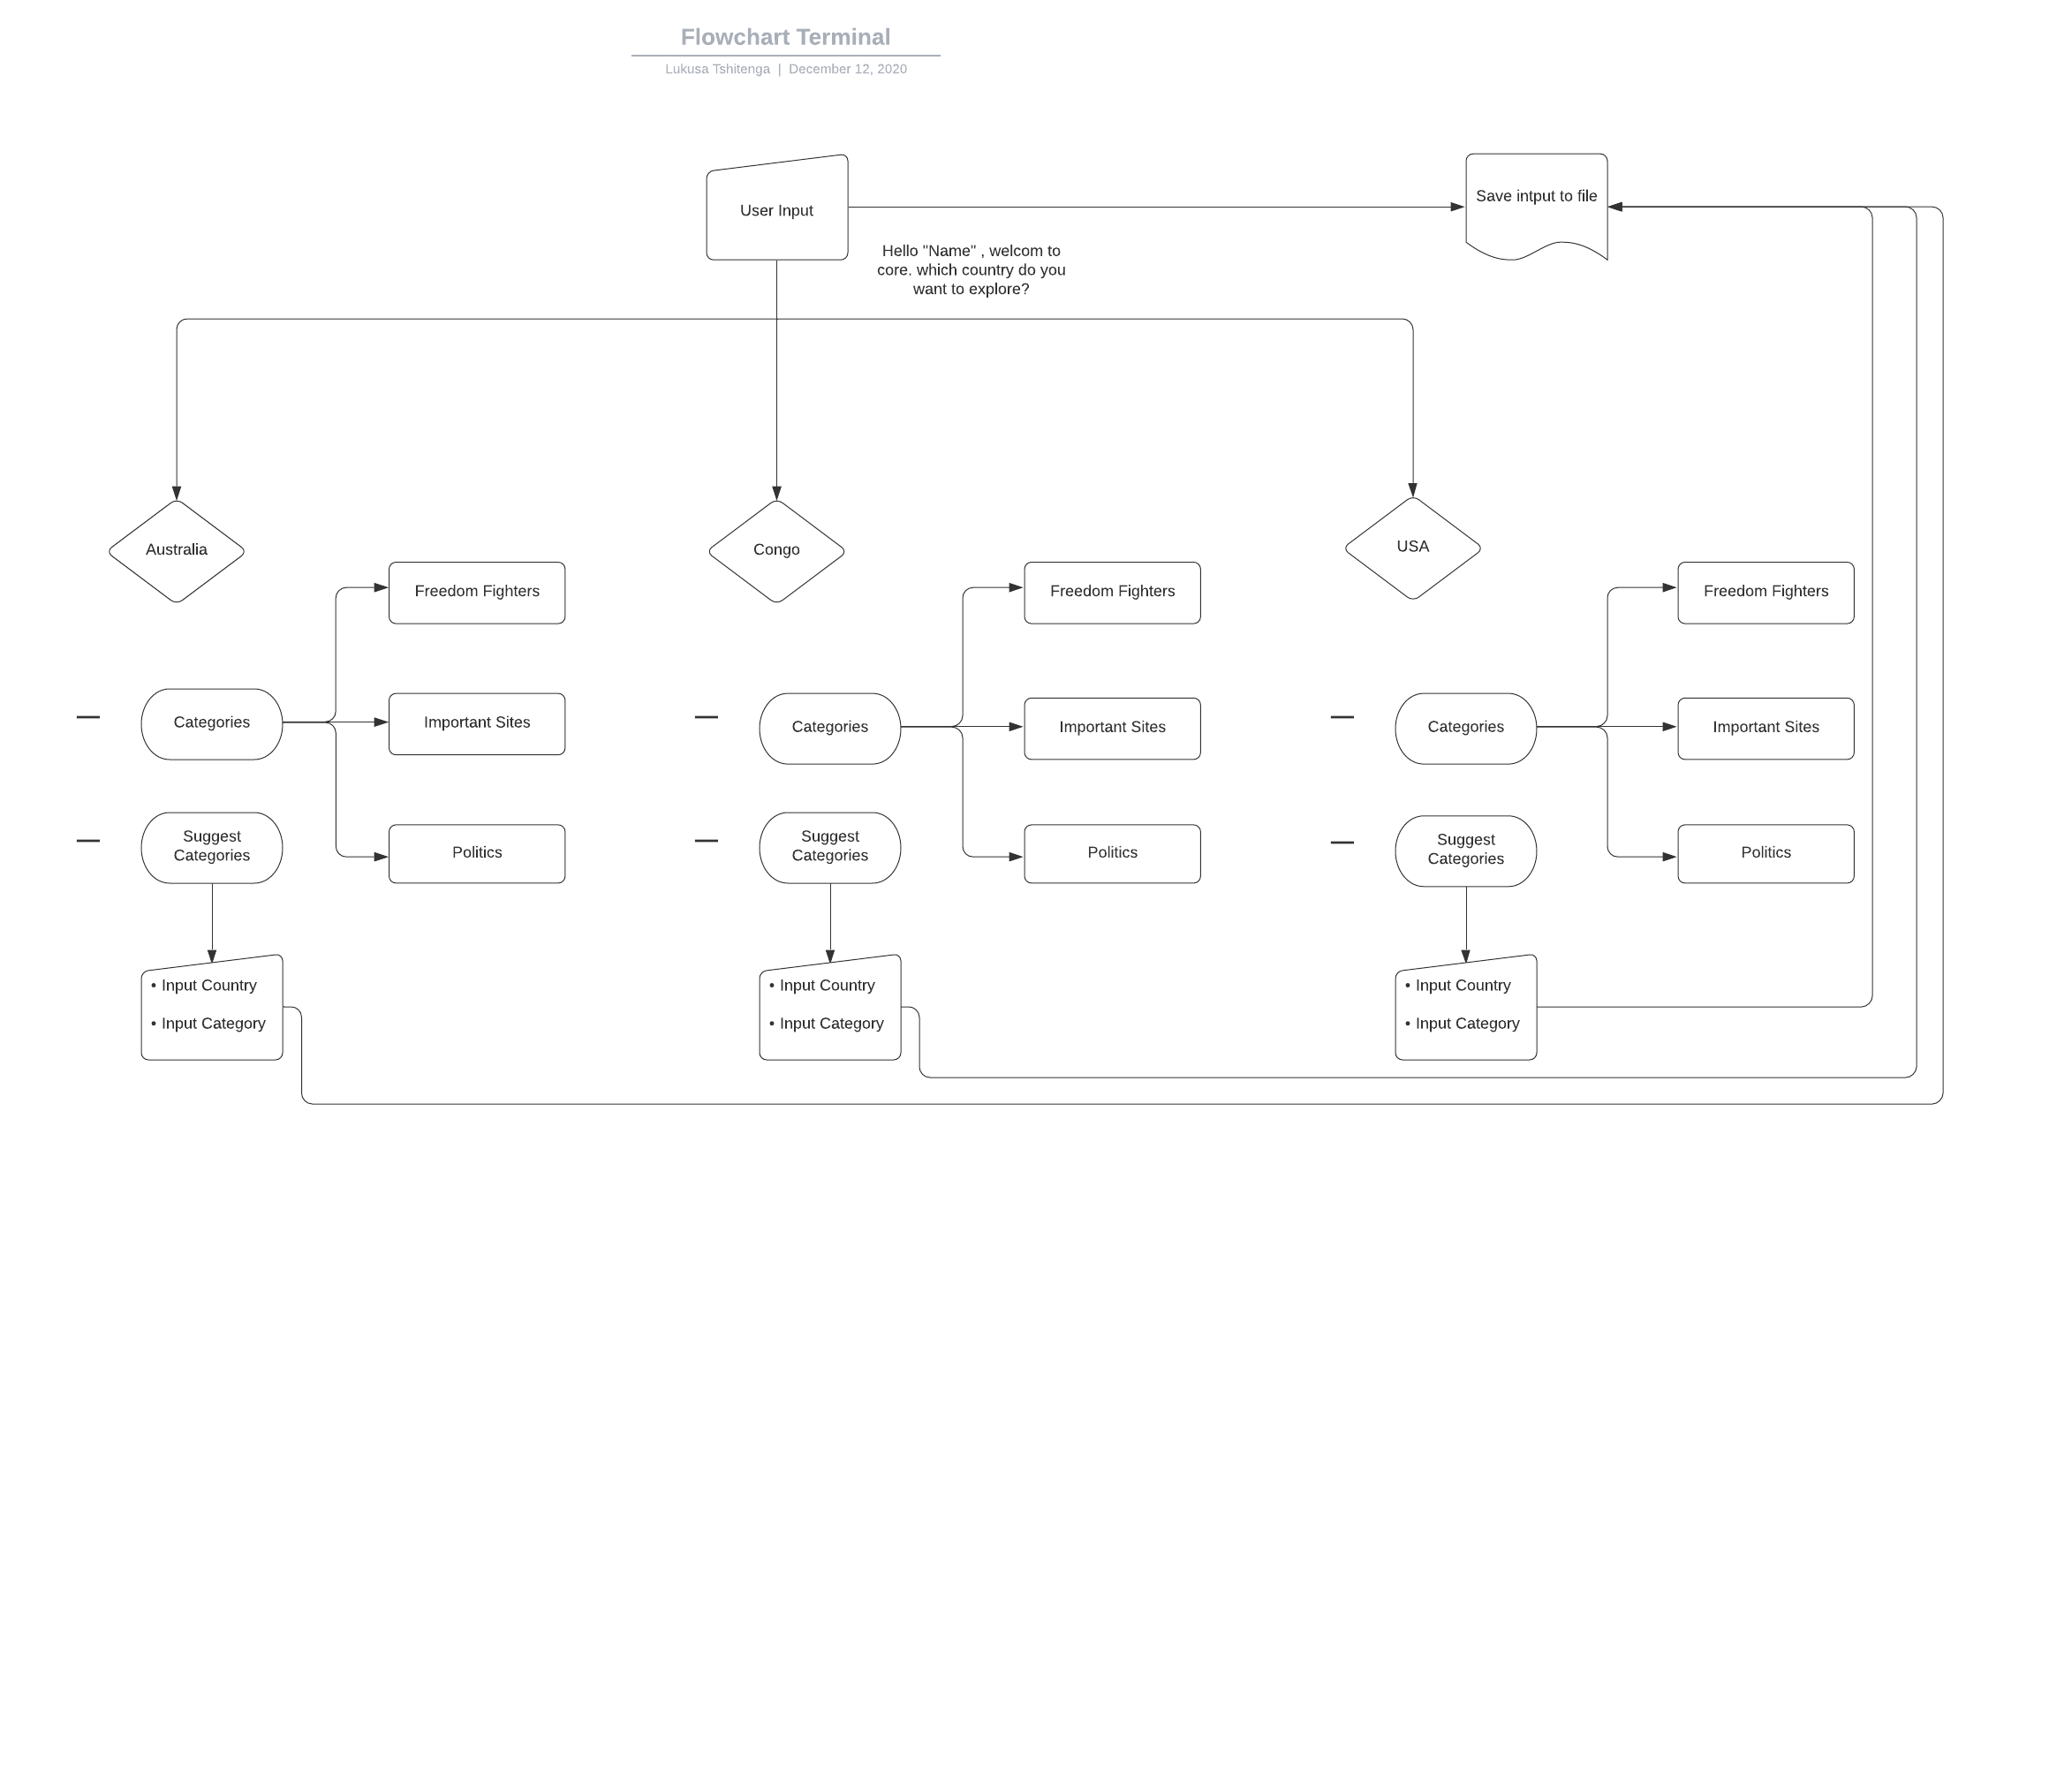 Flowchart Terminal
Lukusa Tshitenga | December 12, 2020
User Input
Save intput to file
Hello "Name" , welcom to
core. which country do you
want to explore?
Australia
Congo
USA
Freedom Fighters
Freedom Fighters
Freedom Fighters
Categories
Important Sites
Categories
Important Sites
Categories
Important Sites
Suggest
Categories
Politics
Suggest
Categories
Politics
Suggest
Categories
Politics
• Input Country
• Input Category
• Input Country
• Input Category
• Input Country
• Input Category